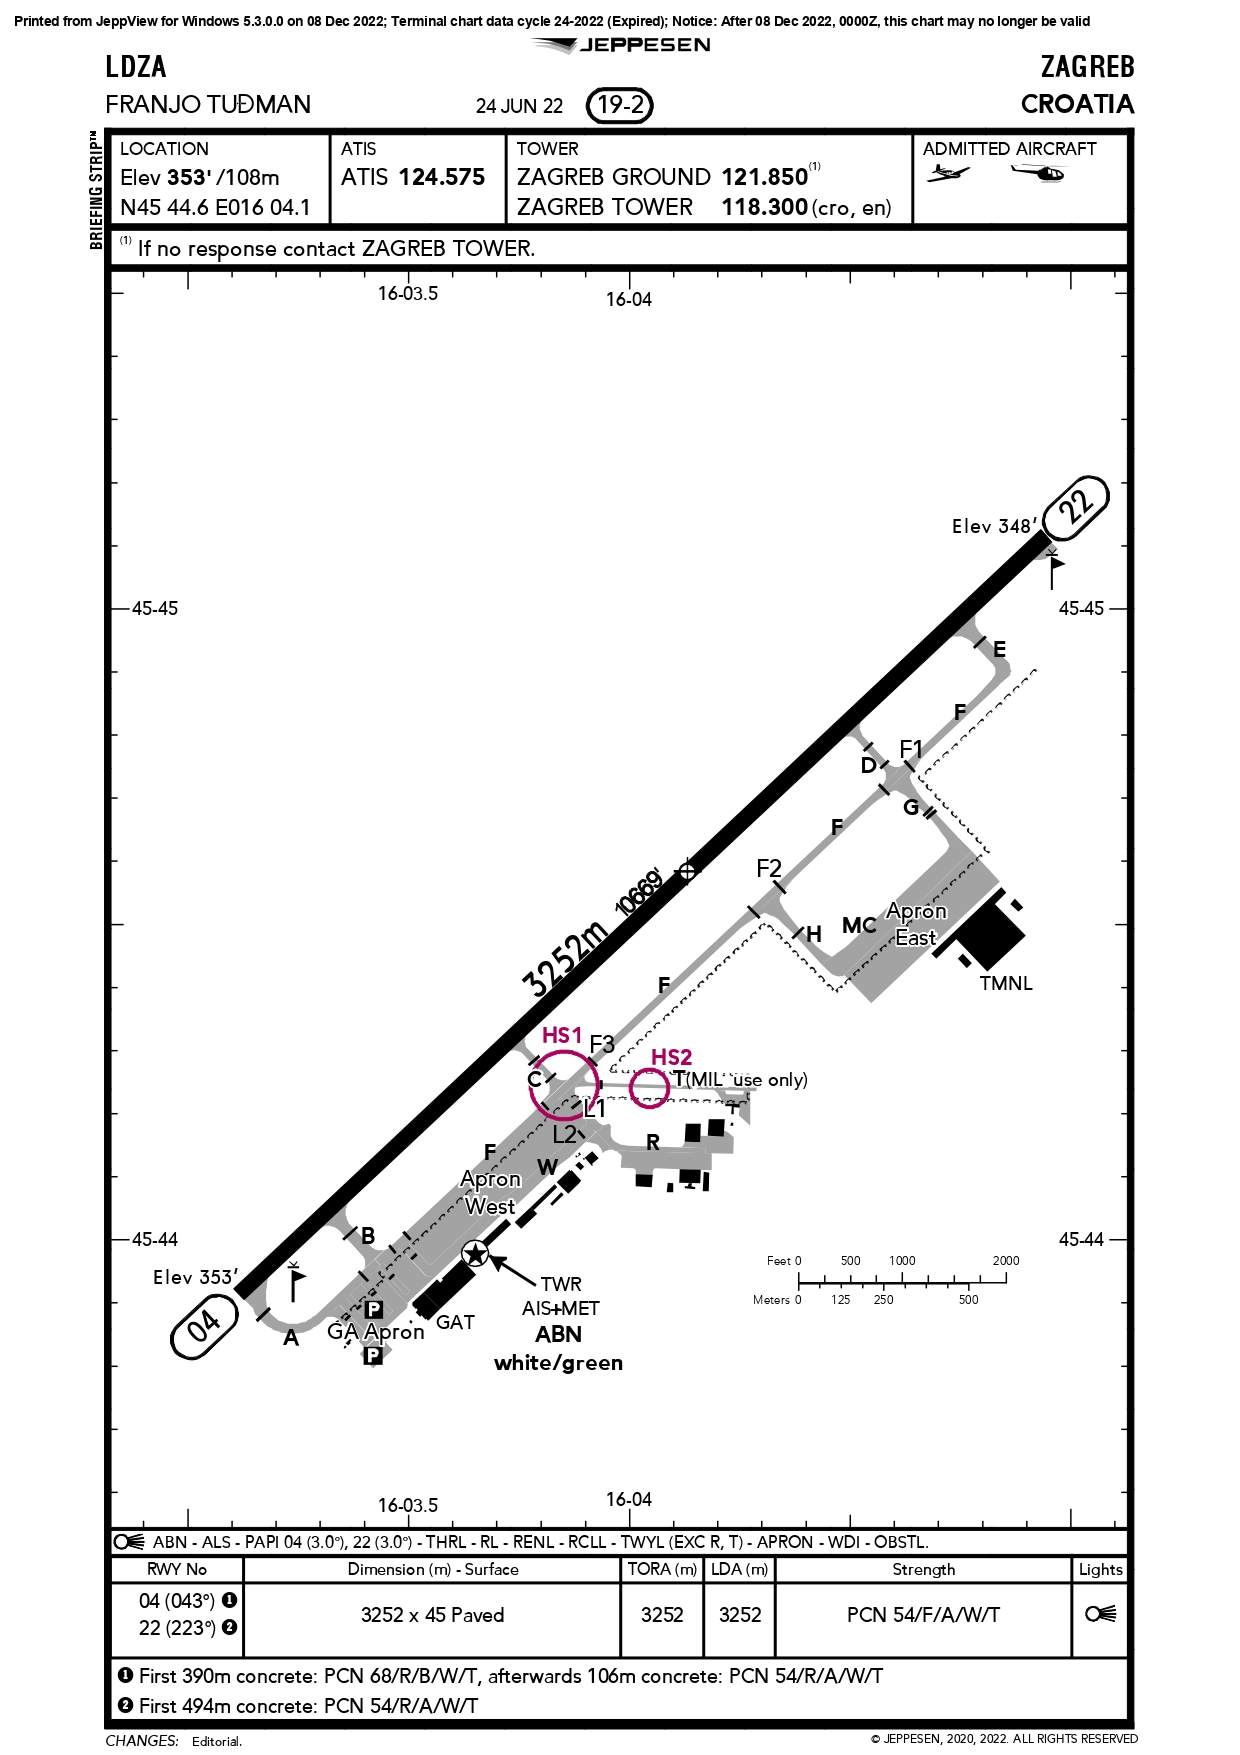 Printed from JeppView for Windows 5.3.0.0 on 08 Dec 2022; Terminal chart data cycle 24-2022 (Expired); Notice: After 08 Dec 2022, 0000Z, this chart may no longer be valid
JEPPESEN
LDZA
ZAGREB
FRANJO TUĐMAN
24 JUN 22
19-2
CROATIA
BRIEFING STRIP™
LOCATION
Elev 353' /108m
N45 44.6 E016 04.1
ATIS
ATIS 124.575
TOWER
ZAGREB GROUND 121.850(1)
ZAGREB TOWER 118.300 (cro, en)
ADMITTED AIRCRAFT
(1) If no response contact ZAGREB TOWER.
16-03.5
16-04
22
Elev 348'
45-45
45-45
E
F
F1
D
G
F
F2
10669'
MC
Apron
East
H
3252m
TMNL
F
HS1
F3
HS2
C
T(MIL use only)
L1
L2
R
F
W
Apron
West
B
45-44
45-44
Elev 353'
Feet 0 500 1000 2000
Meters 0 125 250 500
TWR
AIS+MET
ABN
white/green
P
GAT
04
A
GA Apron
P
16-03.5
16-04
ABN - ALS - PAPI 04 (3.0°), 22 (3.0°) - THRL - RL - RENL - RCLL - TWYL (EXC R, T) - APRON - WDI - OBSTL.
RWY No
Dimension (m) - Surface
TORA (m)
LDA (m)
Strength
Lights
04 (043°) ❶
22 (223°) ❷
3252 x 45 Paved
3252
3252
PCN 54/F/A/W/T
❶ First 390m concrete: PCN 68/R/B/W/T, afterwards 106m concrete: PCN 54/R/A/W/T
❷ First 494m concrete: PCN 54/R/A/W/T
CHANGES: Editorial.
© JEPPESEN, 2020, 2022. ALL RIGHTS RESERVED